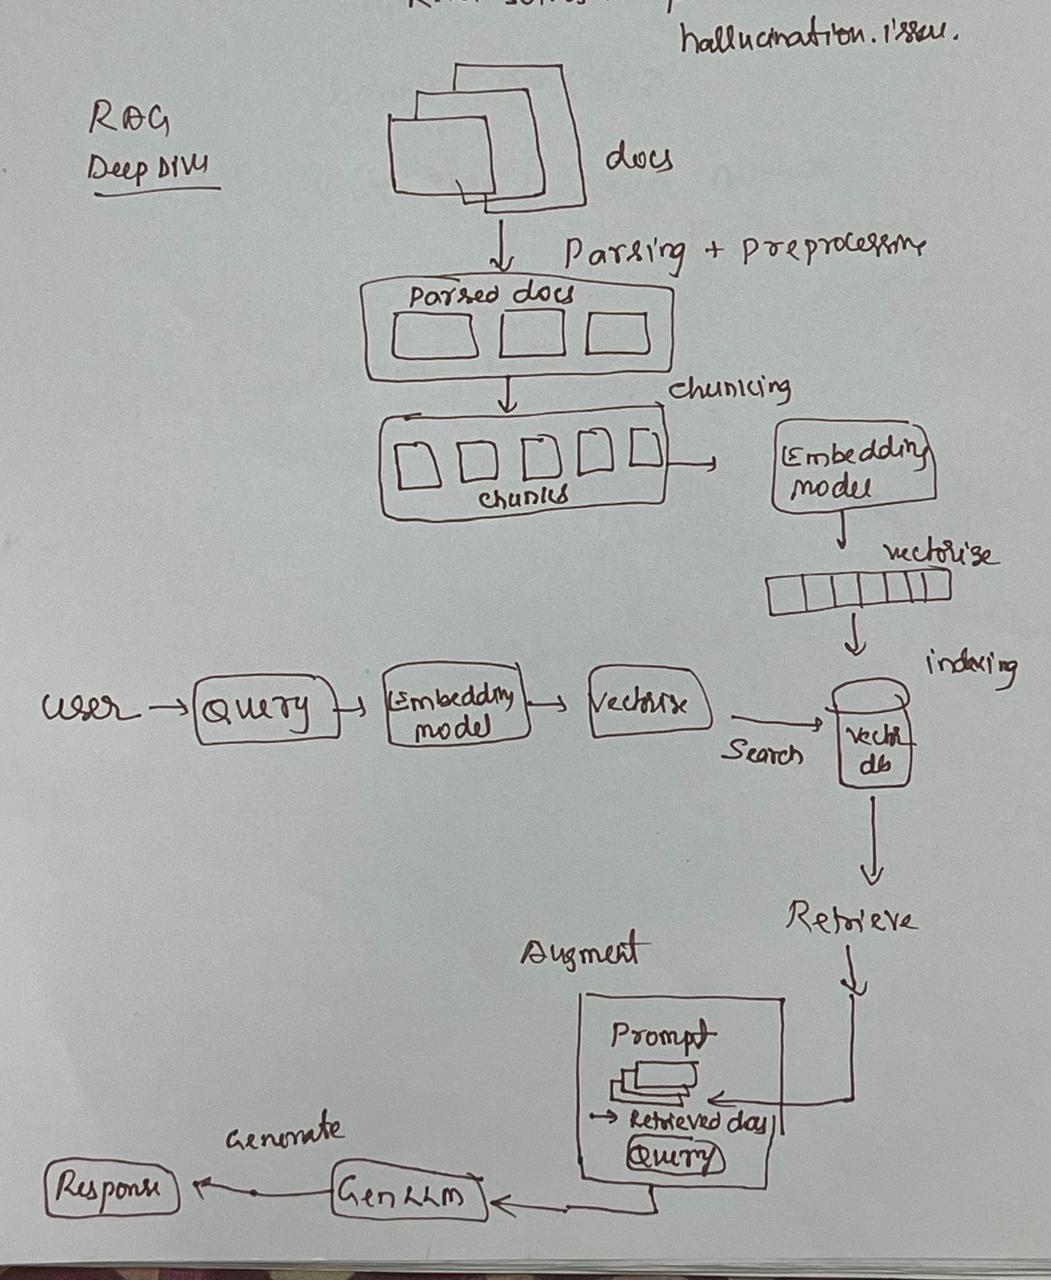 hallucination issue.
RAG
Deep Dive
docs
Parsing + preprocessing
Parsed docs
chunking
chunks
Embedding
model
vectorise
indexing
user
Query
Embedding
model
Vectorise
Search
vector
db
Retrieve
Augment
Prompt
Retrieved docs
Query
Generate
Gen LLM
Response